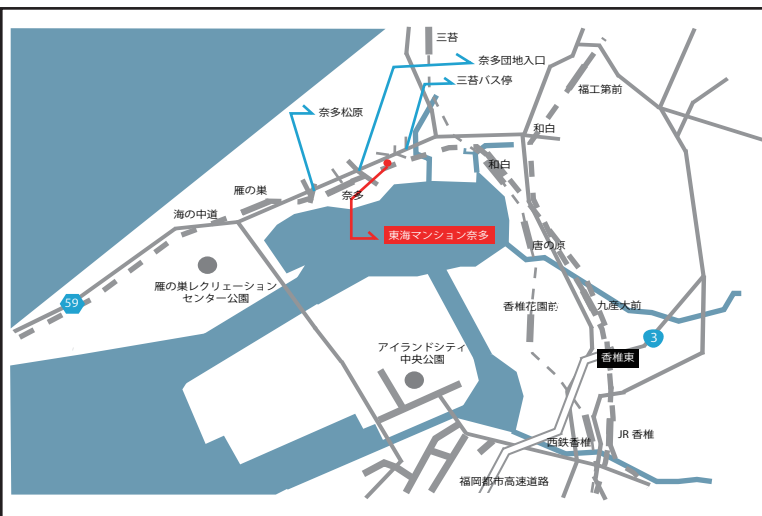 三苫
奈多団地入口
三苫バス停
福工第前
奈多松原
和白
和白
雁の巣
奈多
海の中道
東海マンション奈多
唐の原
雁の巣レクリェーション
センター公園
59
香椎花園前
九産大前
3
アイランドシティ
中央公園
香椎東
西鉄香椎
JR 香椎
福岡都市高速道路